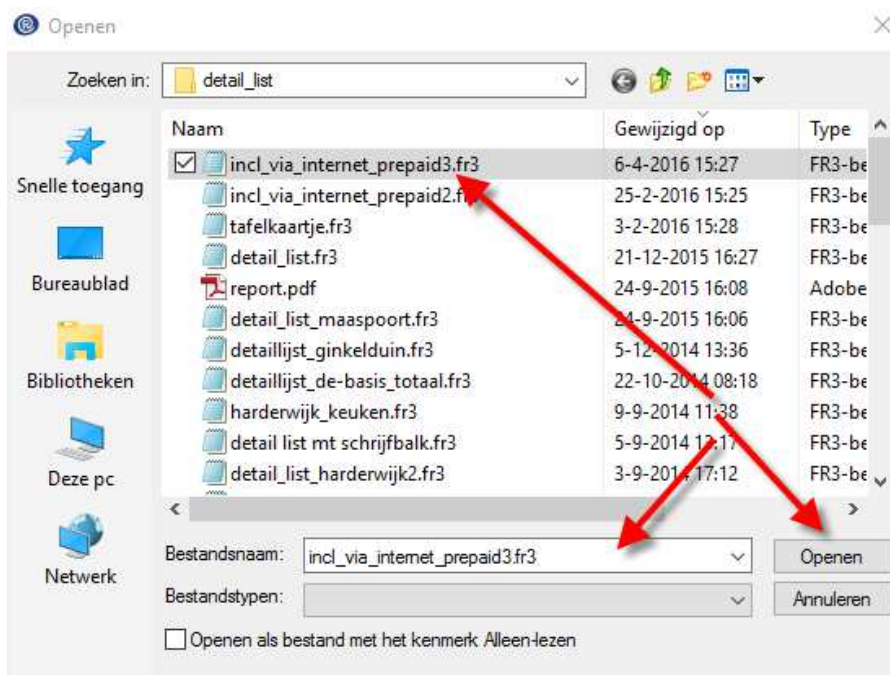 Openen
Zoeken in: detail_list
Naam Gewijzigd op Type
incl_via_internet_prepaid3.fr3 6-4-2016 15:27 FR3-be
incl_via_internet_prepaid2.fr3 25-2-2016 15:25 FR3-be
tafelkaartje.fr3 3-2-2016 15:28 FR3-be
detail_list.fr3 21-12-2015 16:27 FR3-be
report.pdf 24-9-2015 16:08 Adobe
detail_list_maaspoort.fr3 24-9-2015 16:06 FR3-be
detaillijst_ginkelduin.fr3 5-12-2014 13:36 FR3-be
detaillijst_de-basis_totaal.fr3 22-10-2014 08:18 FR3-be
harderwijk_keuken.fr3 9-9-2014 11:38 FR3-be
detail list mt schrijfbalk.fr3 5-9-2014 FR3-be
detail_list_harderwijk2.fr3 3-9-2014 17:12 FR3-be
Snelle toegang
Bureaublad
Bibliotheken
Deze pc
Netwerk
Bestandsnaam: incl_via_internet_prepaid3.fr3 Openen
Bestandstypen: Annuleren
Openen als bestand met het kenmerk Alleen-lezen